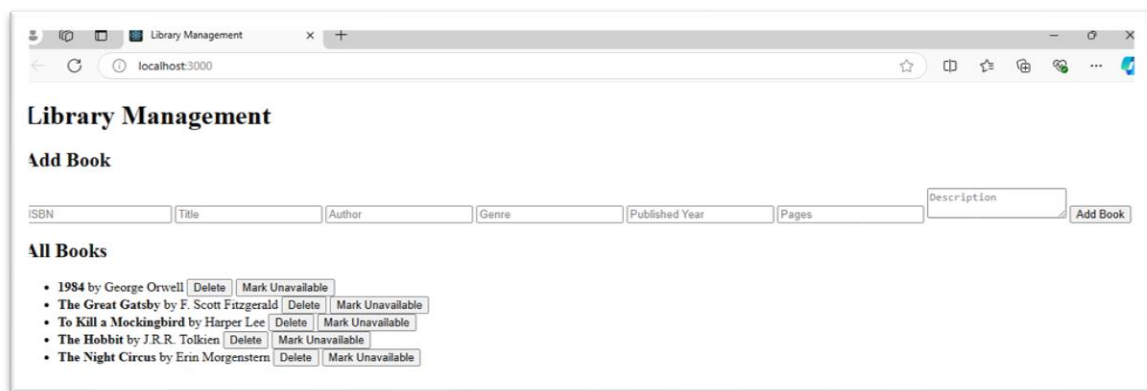 Library Management
localhost:3000
Library Management
Add Book
ISBN Title Author Genre Published Year Pages Description Add Book
All Books
• 1984 by George Orwell Delete Mark Unavailable
• The Great Gatsby by F. Scott Fitzgerald Delete Mark Unavailable
• To Kill a Mockingbird by Harper Lee Delete Mark Unavailable
• The Hobbit by J.R.R. Tolkien Delete Mark Unavailable
• The Night Circus by Erin Morgenstern Delete Mark Unavailable